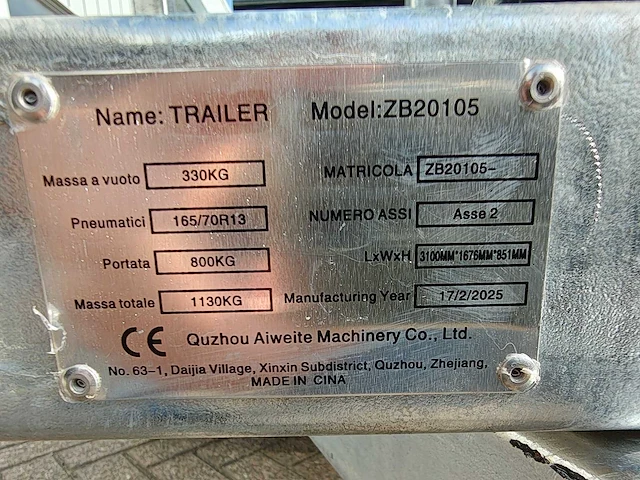 Name: TRAILER Model:ZB20105
Massa a vuoto 330KG MATRICOLA ZB20105-
Pneumatici 165/70R13 NUMERO ASSI Asse 2
Portata 800KG LxWxH 3100MM*1676MM*851MM
Massa totale 1130KG Manufacturing Year 17/2/2025
CE Quzhou Aiweite Machinery Co., Ltd.
No. 63-1, Daijia Village, Xinxin Subdistrict, Quzhou, Zhejiang,
MADE IN CINA